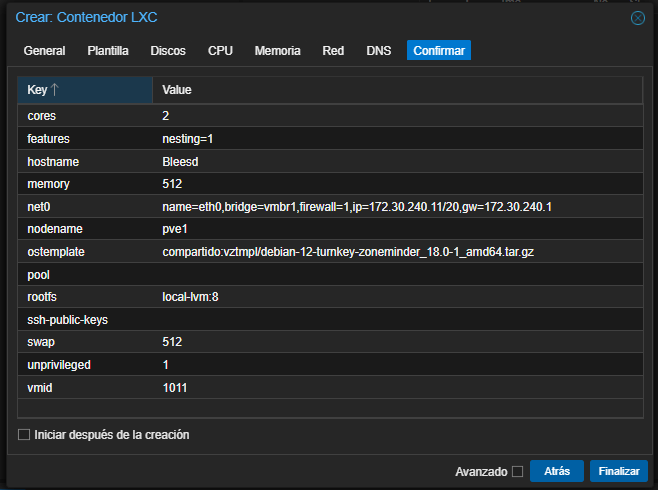 Crear: Contenedor LXC
General Plantilla Discos CPU Memoria Red DNS Confirmar
Key Value
cores 2
features nesting=1
hostname Bleesd
memory 512
net0 name=eth0,bridge=vmbr1,firewall=1,ip=172.30.240.11/20,gw=172.30.240.1
nodename pve1
ostemplate compartido:vztmpl/debian-12-turnkey-zoneminder_18.0-1_amd64.tar.gz
pool
rootfs local-lvm:8
ssh-public-keys
swap 512
unprivileged 1
vmid 1011
Iniciar después de la creación
Avanzado Atrás Finalizar